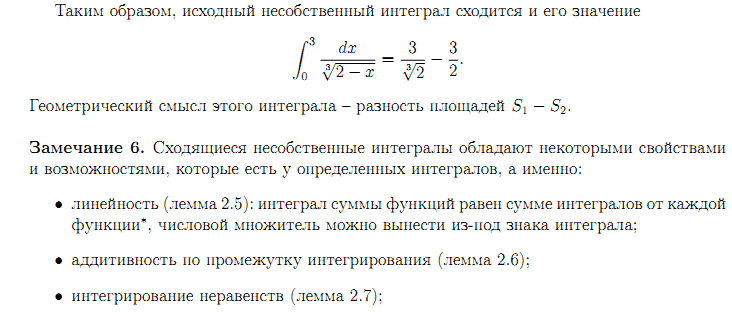 Таким образом, исходный несобственный интеграл сходится и его значение
∫₀³ dx / ∛(2 − x) = 3/∛2 − 3/2.
Геометрический смысл этого интеграла – разность площадей S₁ − S₂.
Замечание 6. Сходящиеся несобственные интегралы обладают некоторыми свойствами
и возможностями, которые есть у определенных интегралов, а именно:
• линейность (лемма 2.5): интеграл суммы функций равен сумме интегралов от каждой
функции*, числовой множитель можно вынести из-под знака интеграла;
• аддитивность по промежутку интегрирования (лемма 2.6);
• интегрирование неравенств (лемма 2.7);